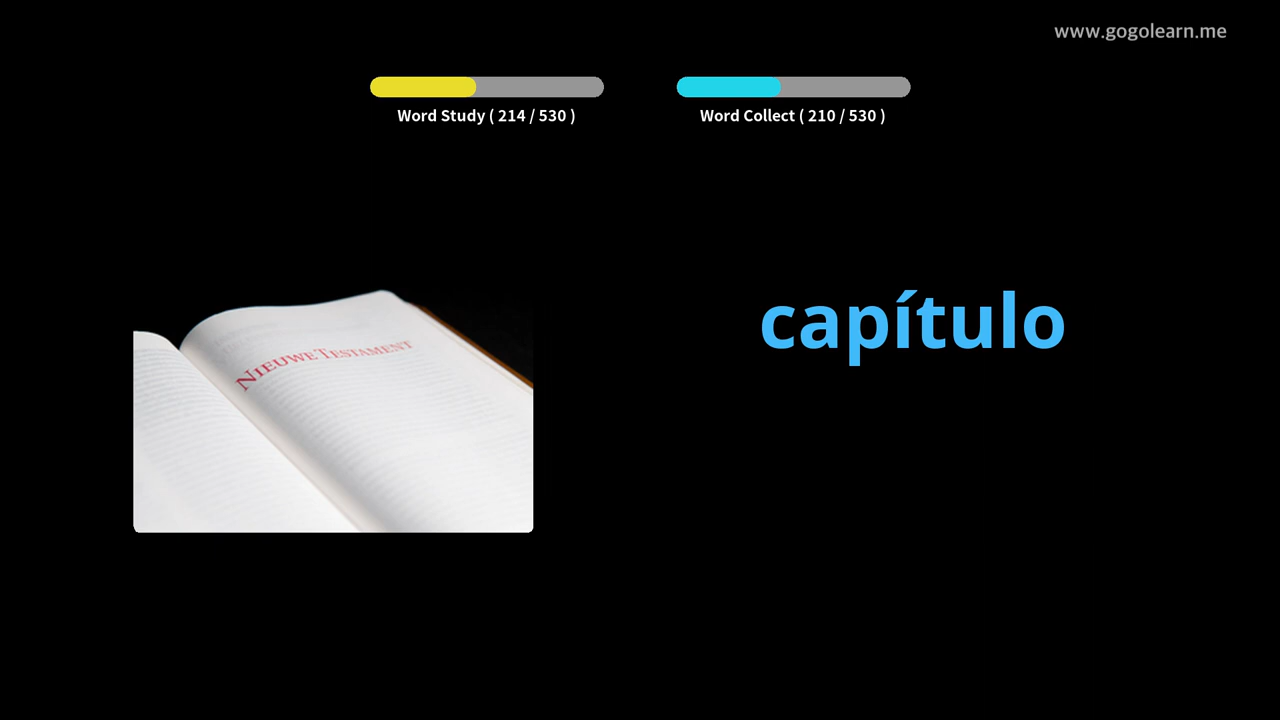 www.gogolearn.me
Word Study ( 214 / 530 )
Word Collect ( 210 / 530 )
capítulo
NIEUWE TESTAMENT